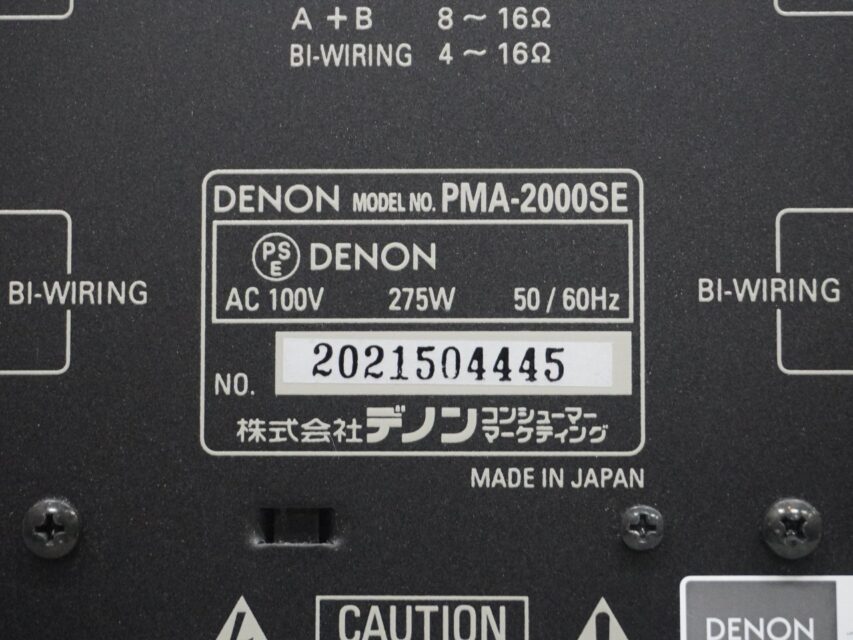 A + B 8 ~ 16Ω
BI-WIRING 4 ~ 16Ω
DENON MODEL NO. PMA-2000SE
PSE DENON
BI-WIRING
AC 100V 275W 50 / 60Hz
BI-WIRING
NO. 2021504445
株式会社デノンコンシューマーマーケティング
MADE IN JAPAN
CAUTION
DENON